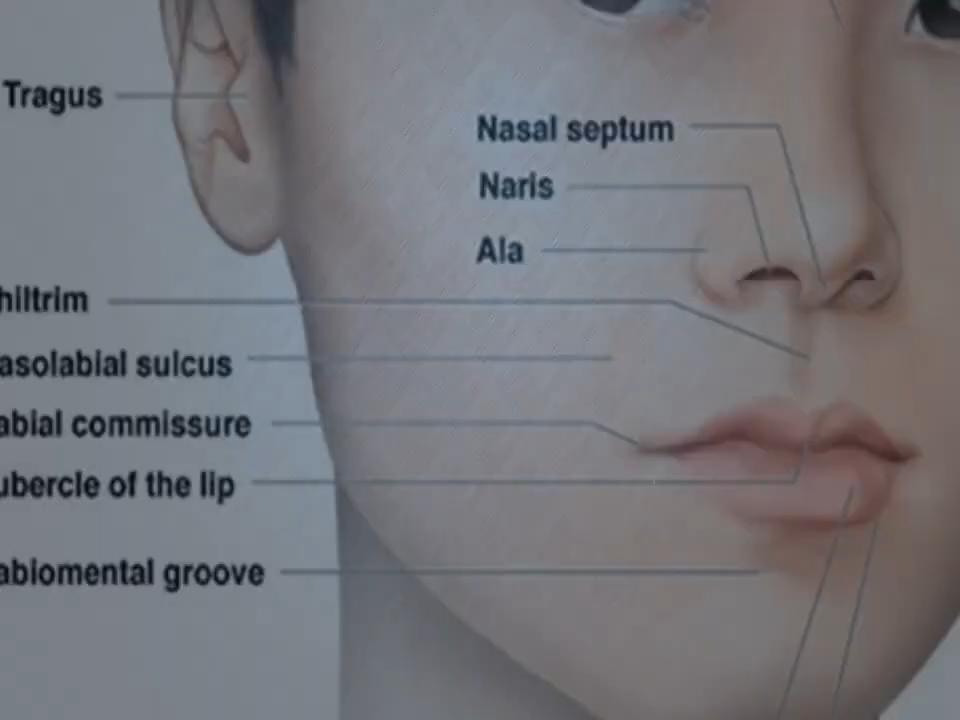 Tragus
Nasal septum
Naris
Ala
hiltrim
asolabial sulcus
abial commissure
ubercle of the lip
abiomental groove